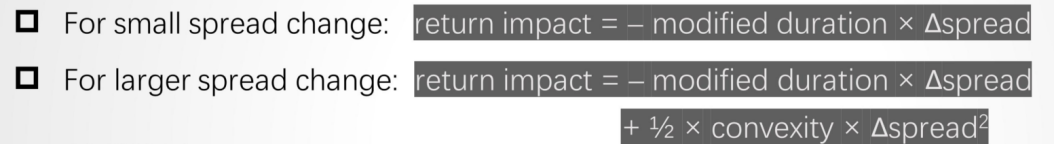 For small spread change: return impact = – modified duration × Δspread
For larger spread change: return impact = – modified duration × Δspread
+ ½ × convexity × Δspread²